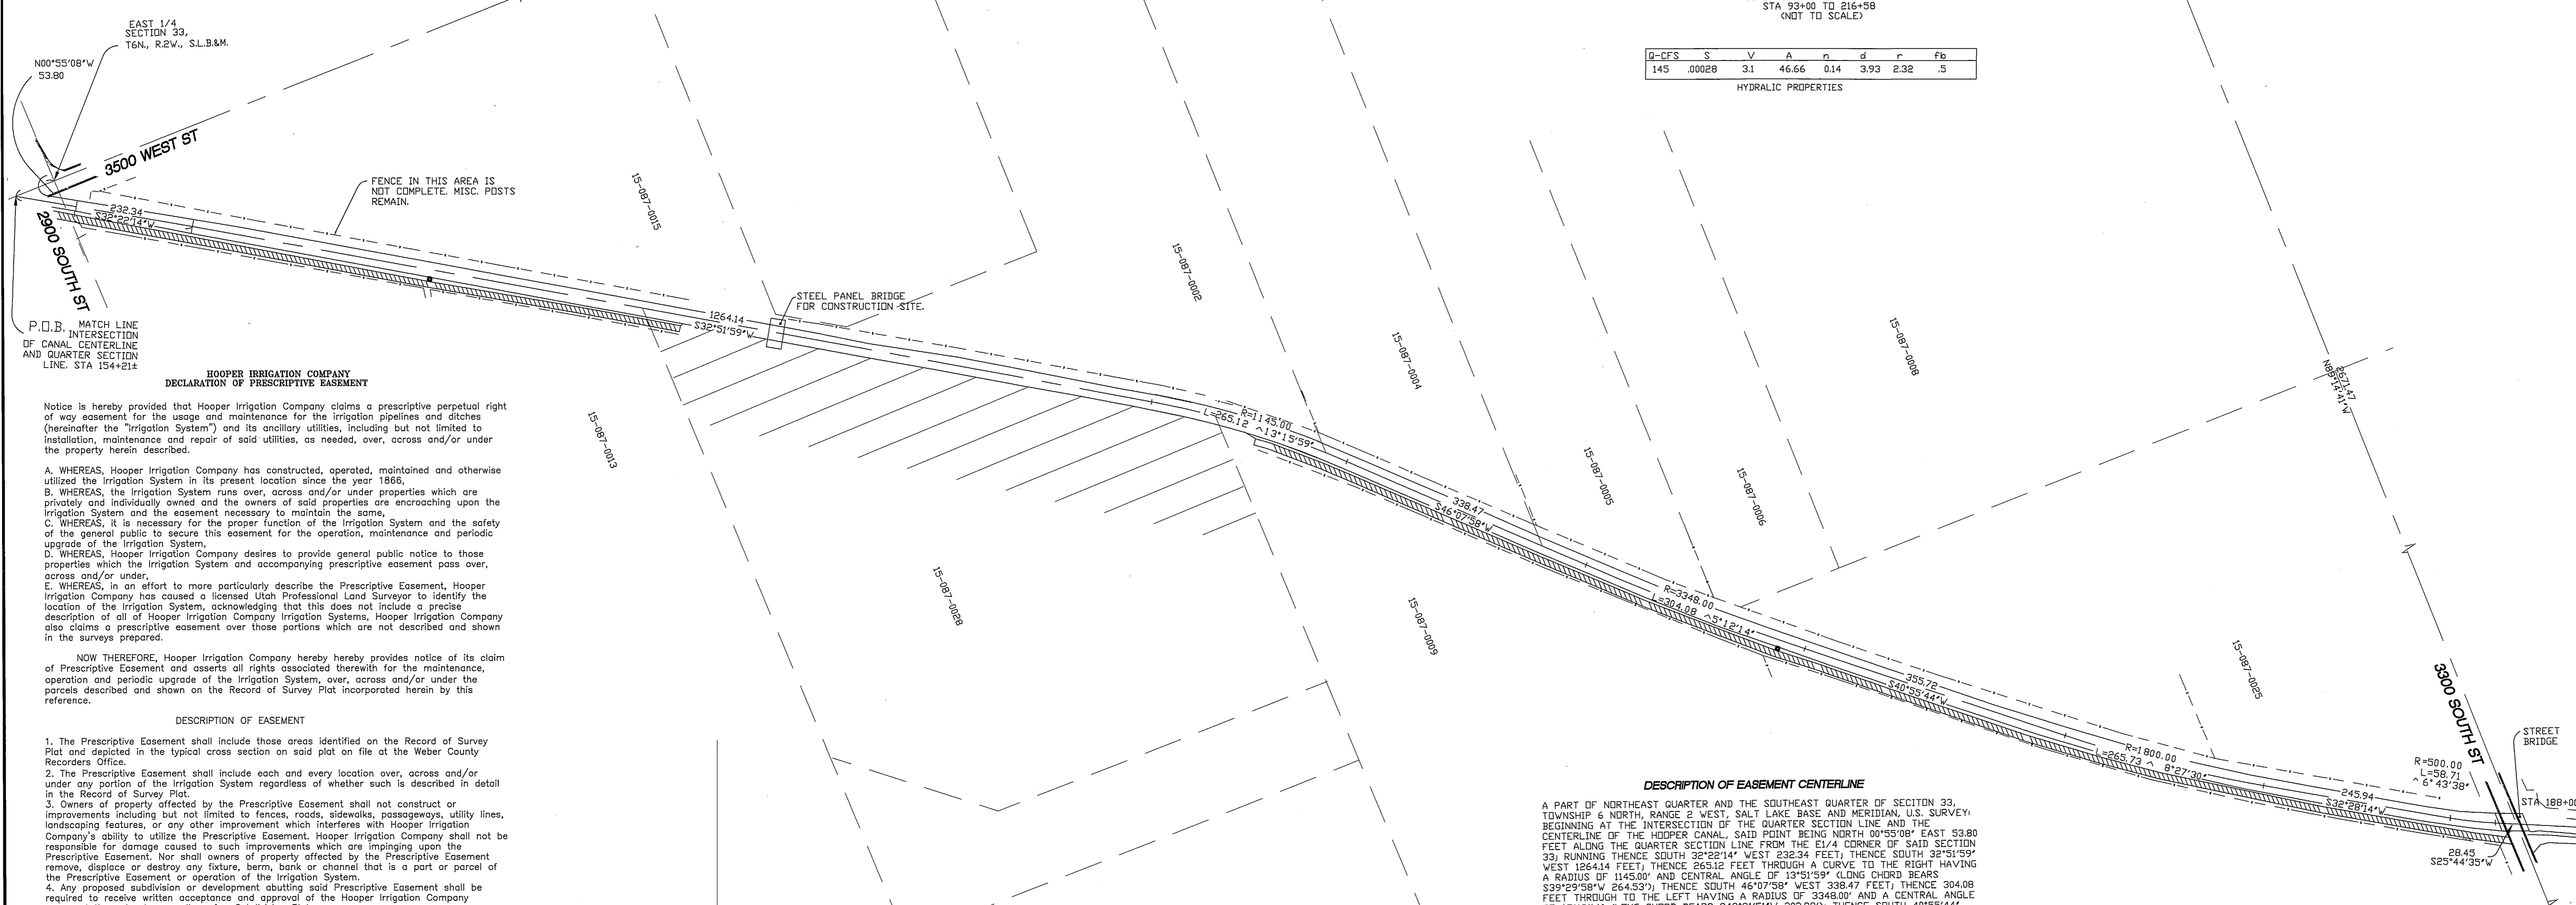 EAST 1/4
SECTION 33,
T6N., R.2W., S.L.B.&M.
N00°55'08"W
53.80
3500 WEST ST
2900 SOUTH ST
232.34
S32°22'14"W
FENCE IN THIS AREA IS
NOT COMPLETE. MISC. POSTS
REMAIN.
P.O.B. MATCH LINE
INTERSECTION
OF CANAL CENTERLINE
AND QUARTER SECTION
LINE. STA 154+21±
HOOPER IRRIGATION COMPANY
DECLARATION OF PRESCRIPTIVE EASEMENT
Notice is hereby provided that Hooper Irrigation Company claims a prescriptive perpetual right
of way easement for the usage and maintenance for the irrigation pipelines and ditches
(hereinafter the "Irrigation System") and its ancillary utilities, including but not limited to
installation, maintenance and repair of said utilities, as needed, over, across and/or under
the property herein described.
A. WHEREAS, Hooper Irrigation Company has constructed, operated, maintained and otherwise
utilized the Irrigation System in its present location since the year 1866,
B. WHEREAS, the Irrigation System runs over, across and/or under properties which are
privately and individually owned and the owners of said properties are encroaching upon the
Irrigation System and the easement necessary to maintain the same,
C. WHEREAS, it is necessary for the proper function of the Irrigation System and the safety
of the general public to secure this easement for the operation, maintenance and periodic
upgrade of the Irrigation System,
D. WHEREAS, Hooper Irrigation Company desires to provide general public notice to those
properties which the Irrigation System and accompanying prescriptive easement pass over,
across and/or under,
E. WHEREAS, in an effort to more particularly describe the Prescriptive Easement, Hooper
Irrigation Company has caused a licensed Utah Professional Land Surveyor to identify the
location of the Irrigation System, acknowledging that this does not include a precise
description of all of Hooper Irrigation Company Irrigation Systems, Hooper Irrigation Company
also claims a prescriptive easement over those portions which are not described and shown
in the surveys prepared.
NOW THEREFORE, Hooper Irrigation Company hereby hereby provides notice of its claim
of Prescriptive Easement and asserts all rights associated therewith for the maintenance,
operation and periodic upgrade of the Irrigation System, over, across and/or under the
parcels described and shown on the Record of Survey Plat incorporated herein by this
reference.
DESCRIPTION OF EASEMENT
1. The Prescriptive Easement shall include those areas identified on the Record of Survey
Plat and depicted in the typical cross section on said plat on file at the Weber County
Recorders Office.
2. The Prescriptive Easement shall include each and every location over, across and/or
under any portion of the Irrigation System regardless of whether such is described in detail
in the Record of Survey Plat.
3. Owners of property affected by the Prescriptive Easement shall not construct or
improvements including but not limited to fences, roads, sidewalks, passageways, utility lines,
landscaping features, or any other improvement which interferes with Hooper Irrigation
Company's ability to utilize the Prescriptive Easement. Hooper Irrigation Company shall not be
responsible for damage caused to such improvements which are impinging upon the
Prescriptive Easement. Nor shall owners of property affected by the Prescriptive Easement
remove, displace or destroy any fixture, berm, bank or channel that is a part or parcel of
the Prescriptive Easement or operation of the Irrigation System.
4. Any proposed subdivision or development abutting said Prescriptive Easement shall be
required to receive written acceptance and approval of the Hooper Irrigation Company
15-087-0015
15-087-0013
STEEL PANEL BRIDGE
FOR CONSTRUCTION SITE.
1264.14
S32°51'59"W
15-087-0028
15-087-0002
R=1145.00
L=265.12 ^13°15'59"
15-087-0004
15-087-0009
338.47
S46°07'58"W
15-087-0005
15-087-0006
R=3348.00
L=304.08 ^5°12'14"
STA 93+00 TO 216+58
(NOT TO SCALE)
Q-CFS S V A n d r fb
145 .00028 3.1 46.66 0.14 3.93 2.32 .5
HYDRALIC PROPERTIES
15-087-0008
355.72
S40°55'44"W
15-087-0025
2671.47
N89°14'41"W
R=1800.00
L=265.73 ^ 8°27'30"
245.94
S32°28'14"W
3300 SOUTH ST
R=500.00
L=58.71
^ 6°43'38"
STREET
BRIDGE
STA 188+00
28.45
S25°44'35"W
DESCRIPTION OF EASEMENT CENTERLINE
A PART OF NORTHEAST QUARTER AND THE SOUTHEAST QUARTER OF SECITON 33,
TOWNSHIP 6 NORTH, RANGE 2 WEST, SALT LAKE BASE AND MERIDIAN, U.S. SURVEY:
BEGINNING AT THE INTERSECTION OF THE QUARTER SECTION LINE AND THE
CENTERLINE OF THE HOOPER CANAL, SAID POINT BEING NORTH 00°55'08" EAST 53.80
FEET ALONG THE QUARTER SECTION LINE FROM THE E1/4 CORNER OF SAID SECTION
33; RUNNING THENCE SOUTH 32°22'14" WEST 232.34 FEET; THENCE SOUTH 32°51'59"
WEST 1264.14 FEET; THENCE 265.12 FEET THROUGH A CURVE TO THE RIGHT HAVING
A RADIUS OF 1145.00' AND CENTRAL ANGLE OF 13°51'59" (LONG CHORD BEARS
S39°29'58"W 264.53'); THENCE SOUTH 46°07'58" WEST 338.47 FEET; THENCE 304.08
FEET THROUGH TO THE LEFT HAVING A RADIUS OF 3348.00' AND A CENTRAL ANGLE